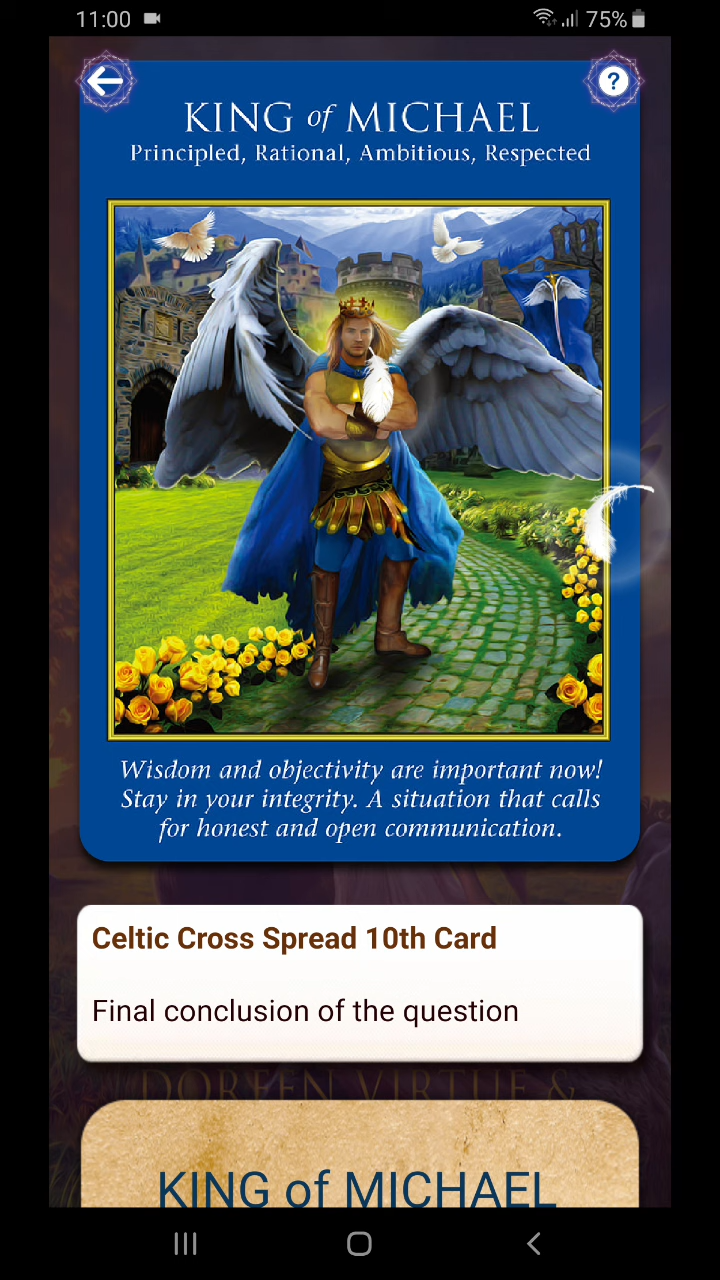 11:00
75%
?
KING of MICHAEL
Principled, Rational, Ambitious, Respected
Wisdom and objectivity are important now!
Stay in your integrity. A situation that calls
for honest and open communication.
Celtic Cross Spread 10th Card
Final conclusion of the question
DOREEN VIRTUE &
KING of MICHAEL